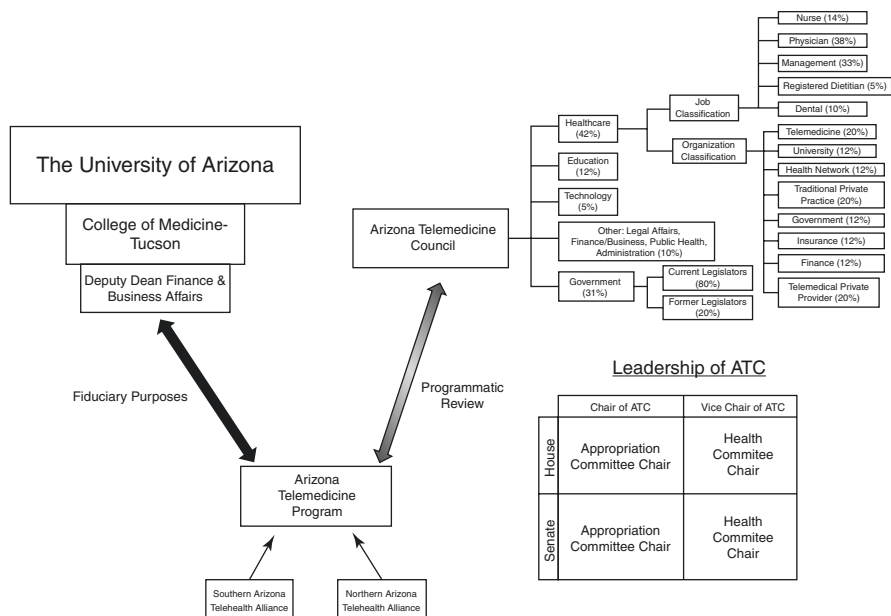 The University of Arizona
College of Medicine-
Tucson
Deputy Dean Finance &
Business Affairs
Fiduciary Purposes
Programmatic
Review
Arizona
Telemedicine
Program
Southern Arizona
Telehealth Alliance
Northern Arizona
Telehealth Alliance
Arizona Telemedicine
Council
Healthcare
(42%)
Education
(12%)
Technology
(5%)
Other: Legal Affairs,
Finance/Business, Public Health,
Administration (10%)
Government
(31%)
Current Legislators
(80%)
Former Legislators
(20%)
Job
Classification
Organization
Classification
Nurse (14%)
Physician (38%)
Management (33%)
Registered Dietitian (5%)
Dental (10%)
Telemedicine (20%)
University (12%)
Health Network (12%)
Traditional Private
Practice (20%)
Government (12%)
Insurance (12%)
Finance (12%)
Telemedical Private
Provider (20%)
Leadership of ATC
Chair of ATC
Vice Chair of ATC
House
Appropriation
Committee Chair
Health
Commitee
Chair
Senate
Appropriation
Committee Chair
Health
Commitee
Chair